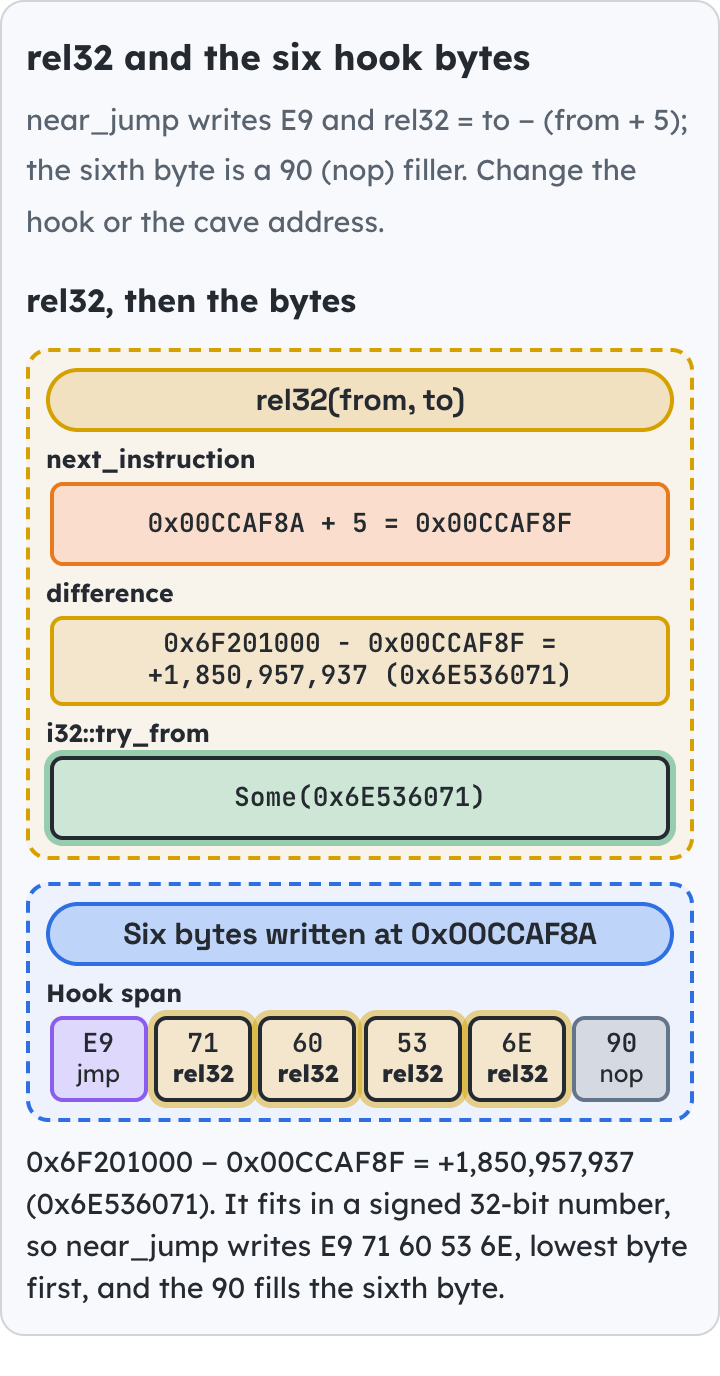 rel32 and the six hook bytes
near_jump writes E9 and rel32 = to − (from + 5);
the sixth byte is a 90 (nop) filler. Change the
hook or the cave address.
rel32, then the bytes
rel32(from, to)
next_instruction
0x00CCAF8A + 5 = 0x00CCAF8F
difference
0x6F201000 - 0x00CCAF8F =
+1,850,957,937 (0x6E536071)
i32::try_from
Some(0x6E536071)
Six bytes written at 0x00CCAF8A
Hook span
E9 71 60 53 6E 90
jmp rel32 rel32 rel32 rel32 nop
0x6F201000 − 0x00CCAF8F = +1,850,957,937
(0x6E536071). It fits in a signed 32-bit number,
so near_jump writes E9 71 60 53 6E, lowest byte
first, and the 90 fills the sixth byte.